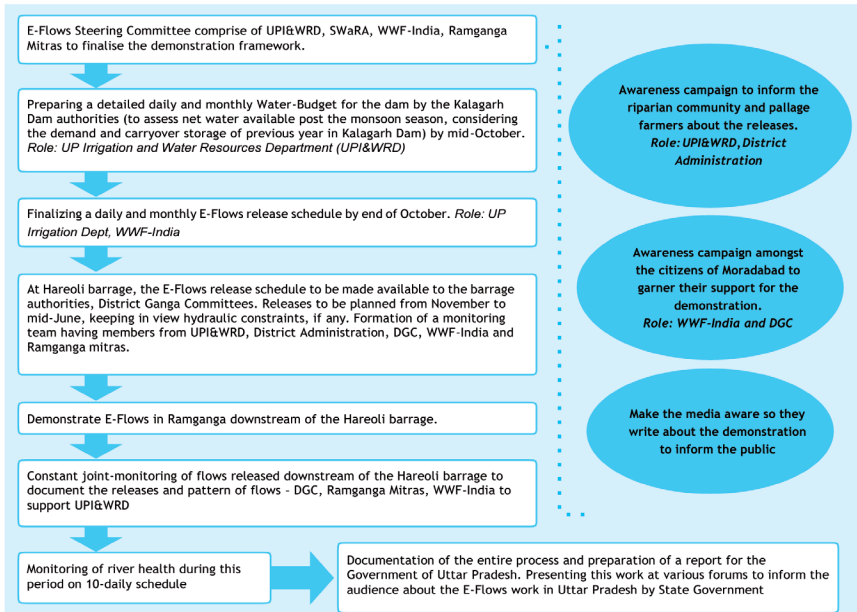 E-Flows Steering Committee comprise of UPI&WRD, SWaRA, WWF-India, Ramganga
Mitras to finalise the demonstration framework.
Preparing a detailed daily and monthly Water-Budget for the dam by the Kalagarh
Dam authorities (to assess net water available post the monsoon season, considering
the demand and carryover storage of previous year in Kalagarh Dam) by mid-October.
Role: UP Irrigation and Water Resources Department (UPI&WRD)
Finalizing a daily and monthly E-Flows release schedule by end of October. Role: UP
Irrigation Dept, WWF-India
At Hareoli barrage, the E-Flows release schedule to be made available to the barrage
authorities, District Ganga Committees. Releases to be planned from November to
mid-June, keeping in view hydraulic constraints, if any. Formation of a monitoring
team having members from UPI&WRD, District Administration, DGC, WWF-India and
Ramganga mitras.
Demonstrate E-Flows in Ramganga downstream of the Hareoli barrage.
Constant joint-monitoring of flows released downstream of the Hareoli barrage to
document the releases and pattern of flows – DGC, Ramganga Mitras, WWF-India to
support UPI&WRD
Monitoring of river health during this
period on 10-daily schedule
Documentation of the entire process and preparation of a report for the
Government of Uttar Pradesh. Presenting this work at various forums to inform the
audience about the E-Flows work in Uttar Pradesh by State Government
Awareness campaign to inform the
riparian community and pallage
farmers about the releases.
Role: UPI&WRD, District
Administration
Awareness campaign amongst
the citizens of Moradabad to
garner their support for the
demonstration.
Role: WWF-India and DGC
Make the media aware so they
write about the demonstration
to inform the public